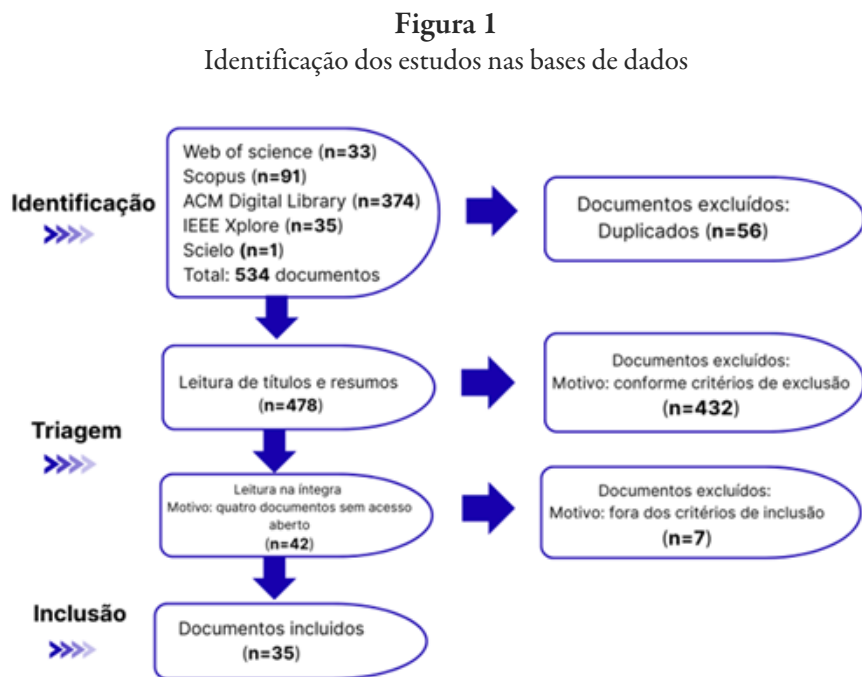 Figura 1
Identificação dos estudos nas bases de dados
Identificação
Web of science (n=33)
Scopus (n=91)
ACM Digital Library (n=374)
IEEE Xplore (n=35)
Scielo (n=1)
Total: 534 documentos
Documentos excluídos:
Duplicados (n=56)
Triagem
Leitura de títulos e resumos
(n=478)
Documentos excluídos:
Motivo: conforme critérios de exclusão
(n=432)
Leitura na íntegra
Motivo: quatro documentos sem acesso
aberto
(n=42)
Documentos excluídos:
Motivo: fora dos critérios de inclusão
(n=7)
Inclusão
Documentos incluidos
(n=35)